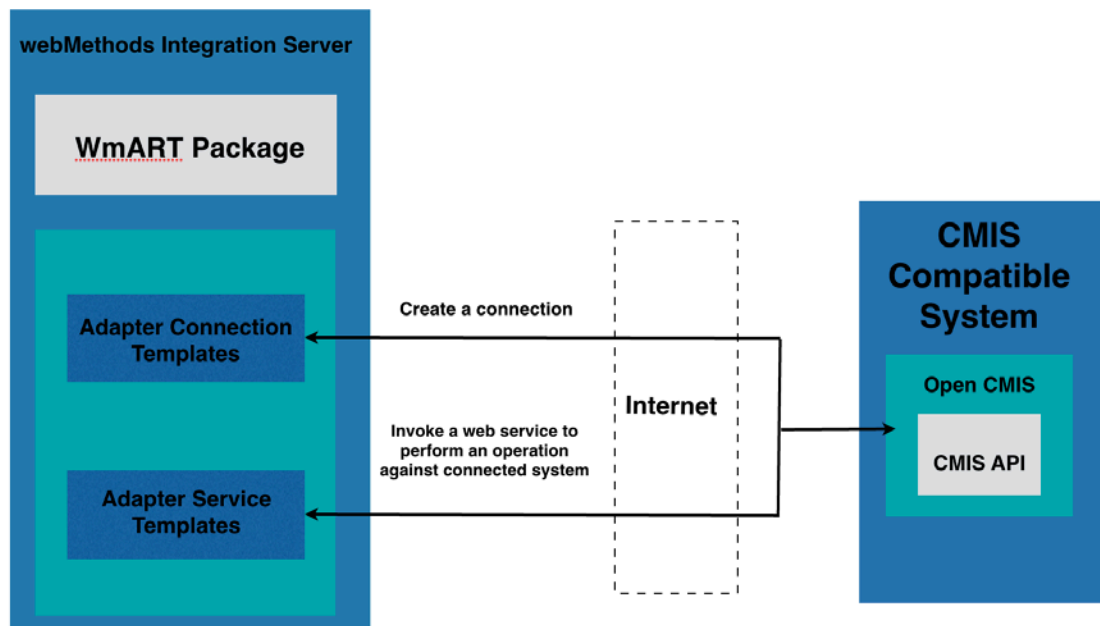 webMethods Integration Server
WmART Package
Adapter Connection
Templates
Adapter Service
Templates
Create a connection
Invoke a web service to
perform an operation
against connected system
Internet
CMIS
Compatible
System
Open CMIS
CMIS API